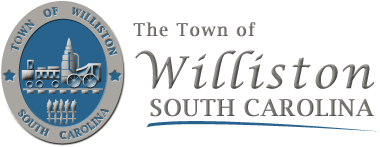 TOWN OF WILLISTON
SOUTH CAROLINA
The Town of
Williston
SOUTH CAROLINA